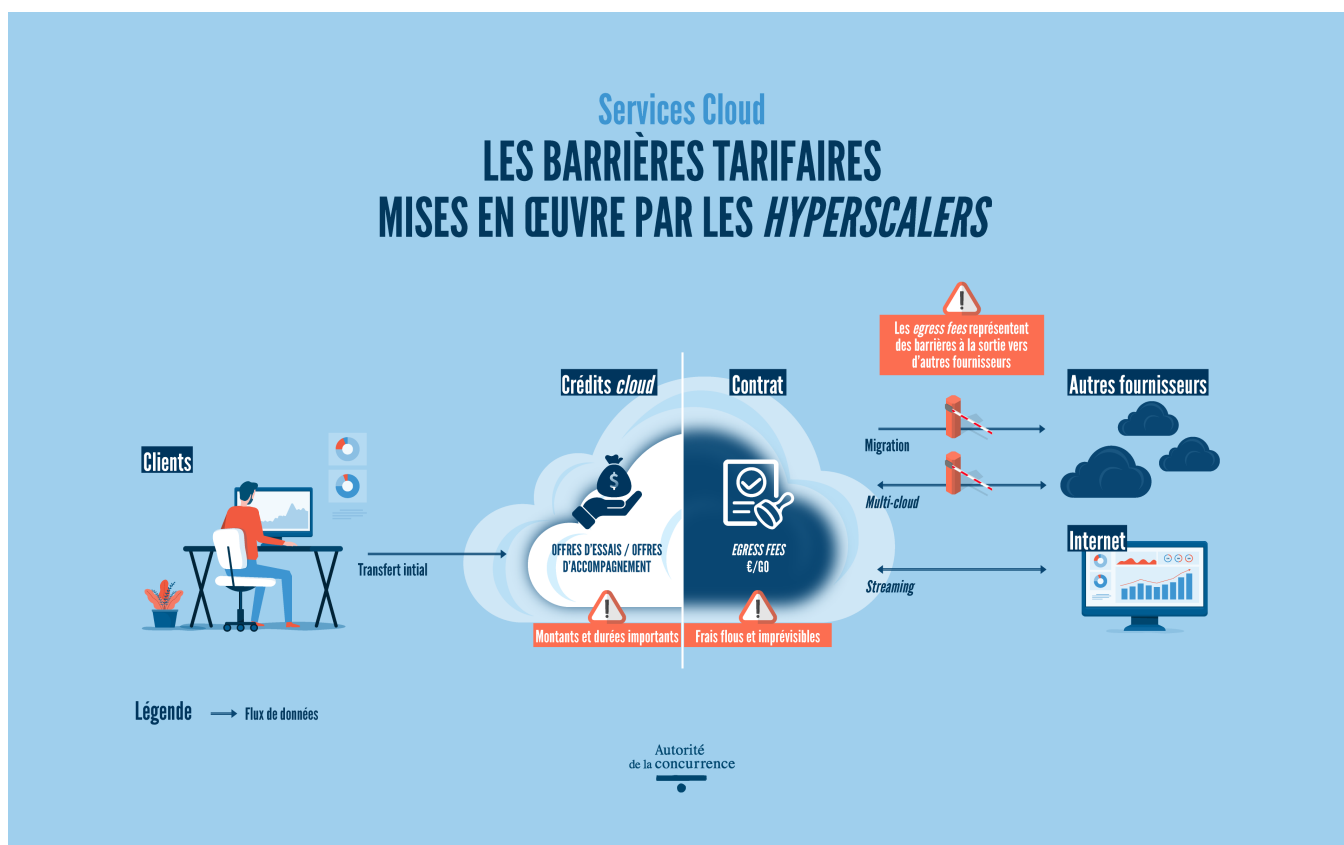 Services Cloud
LES BARRIÈRES TARIFAIRES
MISES EN ŒUVRE PAR LES HYPERSCALERS
Les egress fees représentent
des barrières à la sortie vers
d'autres fournisseurs
Crédits cloud
Contrat
Autres fournisseurs
Migration
Clients
Multi-cloud
$
OFFRES D'ESSAIS / OFFRES
D'ACCOMPAGNEMENT
EGRESS FEES
€/GO
Internet
Transfert intial
Streaming
Montants et durées importants
Frais flous et imprévisibles
Légende
Flux de données
Autorité
de la concurrence